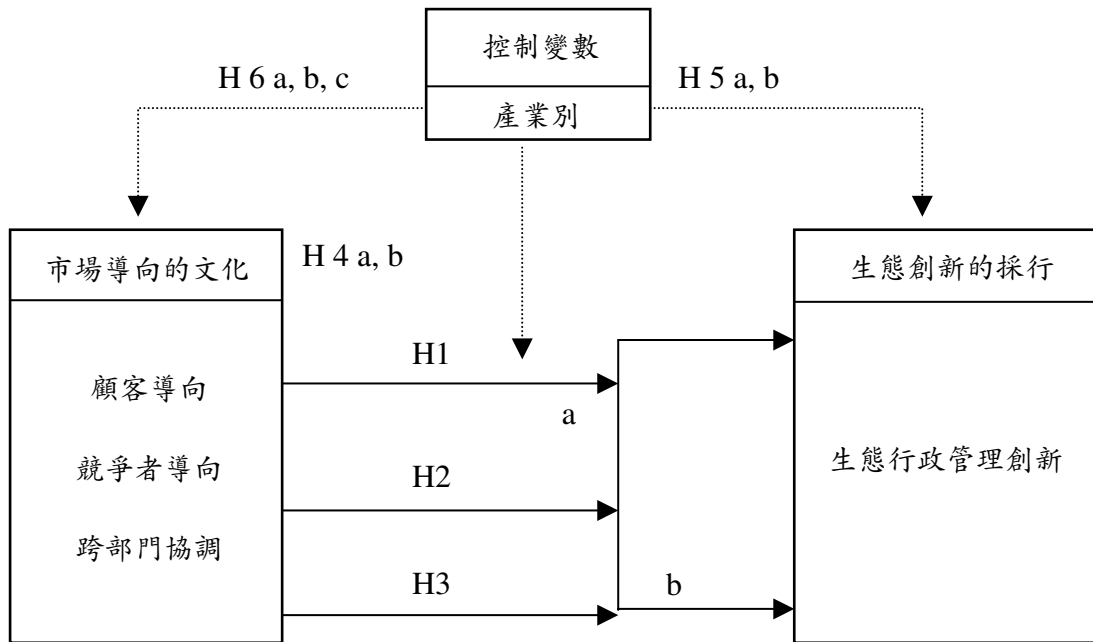 控制變數
H 6 a, b, c
H 5 a, b
產業別
市場導向的文化
H 4 a, b
生態創新的採行
H1
顧客導向
a
競爭者導向
H2
生態行政管理創新
跨部門協調
H3
b